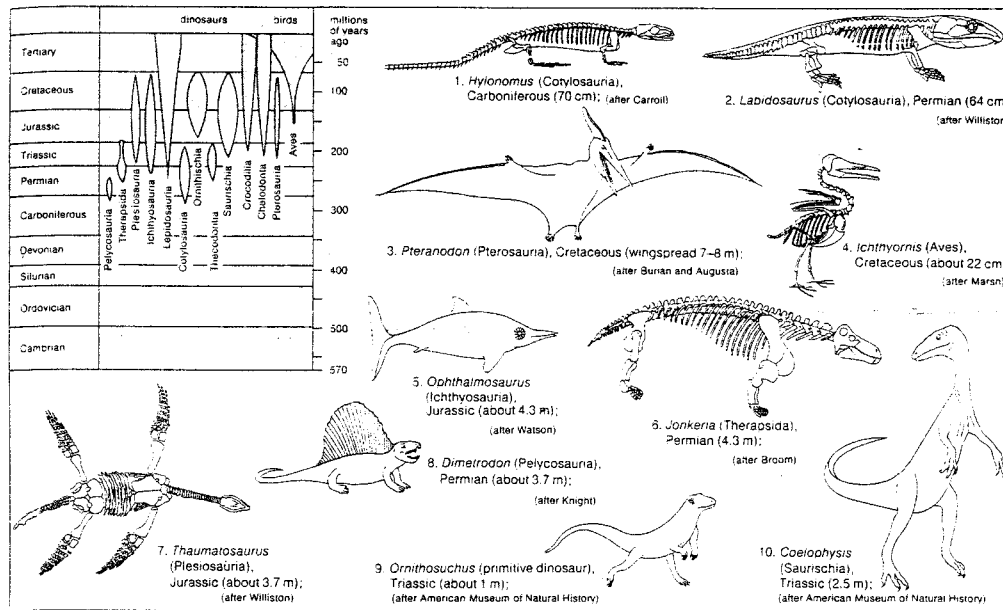 dinosaurs
birds
millions
of years
ago
Tertiary
50
Cretaceous
100
Jurassic
Triassic
200
Permian
Carboniferous
300
Devonian
400
Silurian
Ordovician
500
Cambrian
570
Pelycosauria
Therapsida
Plesiosauria
Ichthyosauria
Lepidosauria
Cotylosauria
Ornithischia
Thecodontia
Saurischia
Crocodilia
Chalodonta
Pterosauria
Aves
1. Hylonomus (Cotylosauria),
Carboniferous (70 cm); (after Carroll)
2. Labidosaurus (Cotylosauria), Permian (64 cm
(after Williston
3. Pteranodon (Pterosauria), Cretaceous (wingspread 7–8 m);
(after Burian and Augusta)
4. Ichthyornis (Aves),
Cretaceous (about 22 cm
(after Marsh)
5. Ophthalmosaurus
(Ichthyosauria),
Jurassic (about 4.3 m);
(after Watson)
6. Jonkeria (Therapsida),
Permian (4.3 m);
(after Broom)
7. Thaumatosaurus
(Plesiosauria),
Jurassic (about 3.7 m);
(after Williston)
8. Dimetrodon (Pelycosauria),
Permian (about 3.7 m);
(after Knight)
9. Ornithosuchus (primitive dinosaur),
Triassic (about 1 m);
(after American Museum of Natural History)
10. Coelophysis
(Saurischia),
Triassic (2.5 m);
(after American Museum of Natural History)